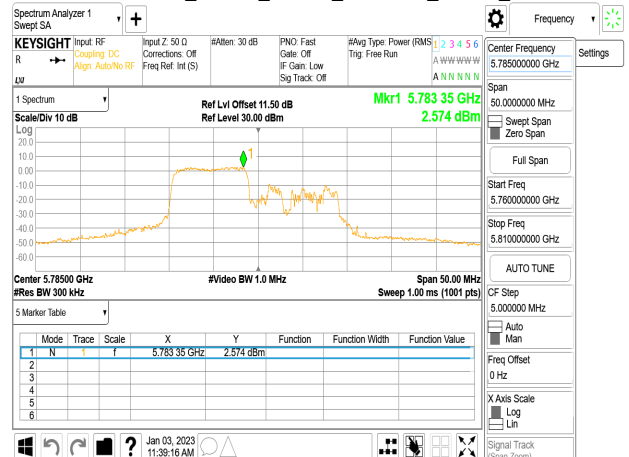 Spectrum Analyzer 1
Swept SA
Frequency
KEYSIGHT
Input: RF
Coupling: DC
Align: Auto/No RF
Input Z: 50 Ω
Corrections: Off
Freq Ref: Int (S)
#Atten: 30 dB
PNO: Fast
Gate: Off
IF Gain: Low
Sig Track: Off
#Avg Type: Power (RMS
Trig: Free Run
1 2 3 4 5 6
A W W W W W
A N N N N N
R
Center Frequency
5.785000000 GHz
Settings
Span
50.0000000 MHz
Swept Span
Zero Span
Full Span
Start Freq
5.760000000 GHz
Stop Freq
5.810000000 GHz
AUTO TUNE
CF Step
5.000000 MHz
Auto
Man
Freq Offset
0 Hz
X Axis Scale
Log
Lin
Signal Track
(Span Zoom)
1 Spectrum
Scale/Div 10 dB
Ref Lvl Offset 11.50 dB
Ref Level 30.00 dBm
Mkr1 5.783 35 GHz
2.574 dBm
Log
20.0
10.0
0.00
-10.0
-20.0
-30.0
-40.0
-50.0
-60.0
1
Center 5.78500 GHz
#Video BW 1.0 MHz
Span 50.00 MHz
#Res BW 300 kHz
Sweep 1.00 ms (1001 pts)
5 Marker Table
Mode Trace Scale X Y Function Function Width Function Value
1 N 1 f 5.783 35 GHz 2.574 dBm
2
3
4
5
6
Jan 03, 2023
11:39:16 AM